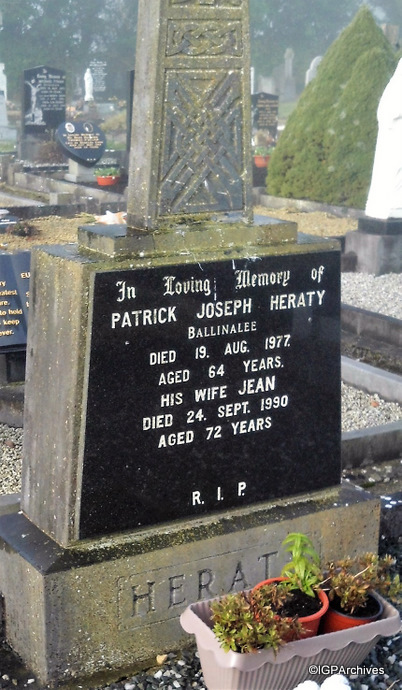 In Loving Memory of
PATRICK JOSEPH HERATY
BALLINALEE
DIED 19. AUG. 1977.
AGED 64 YEARS.
HIS WIFE JEAN
DIED 24. SEPT. 1990
AGED 72 YEARS
R. I. P.
HERATY
©IGPArchives